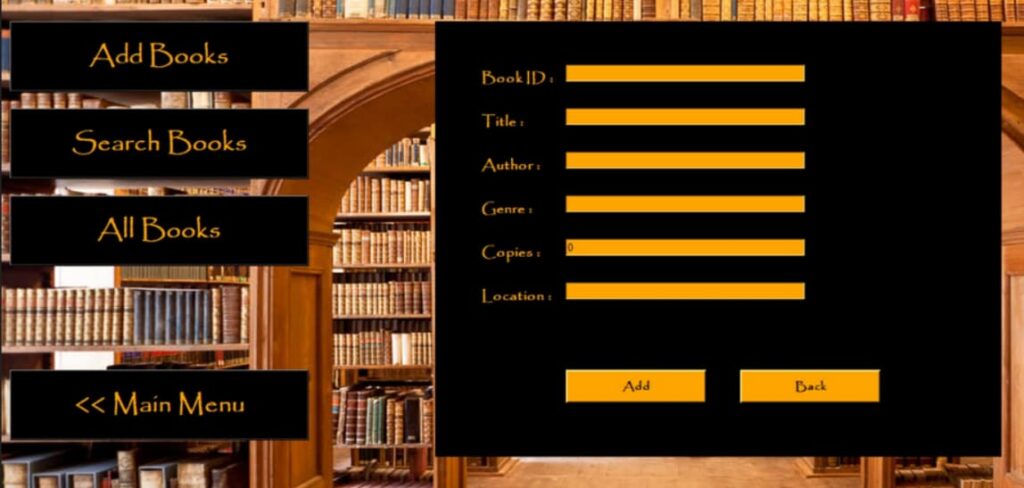 Add Books
Search Books
All Books
<< Main Menu
Book ID :
Title :
Author :
Genre :
Copies : 0
Location :
Add Back